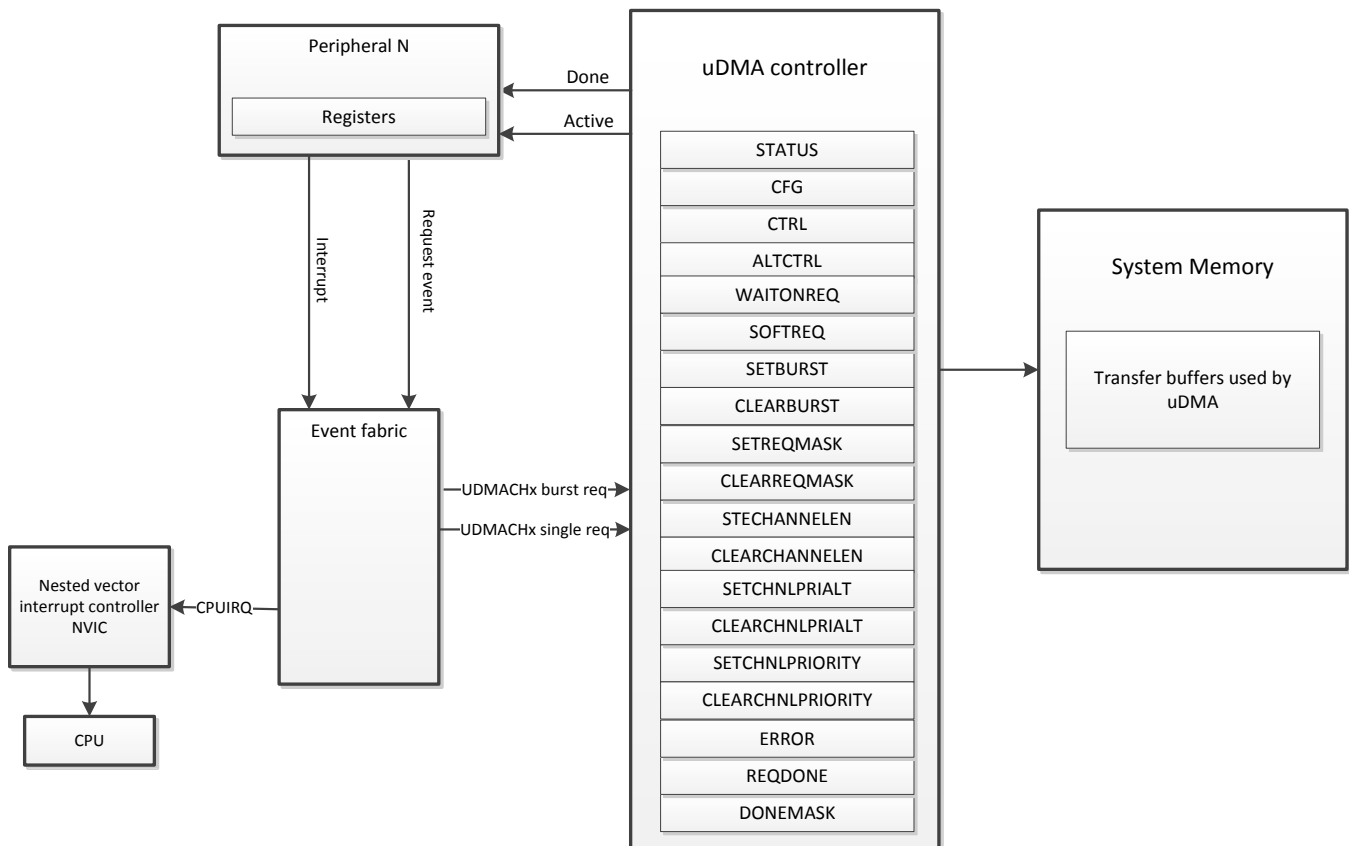 Peripheral N
Registers
Done
Active
Interrupt
Request event
Event fabric
UDMACHx burst req
UDMACHx single req
CPUIRQ
Nested vector
interrupt controller
NVIC
CPU
uDMA controller
STATUS
CFG
CTRL
ALTCTRL
WAITONREQ
SOFTREQ
SETBURST
CLEARBURST
SETREQMASK
CLEARREQMASK
STECHANNELEN
CLEARCHANNELEN
SETCHNLPRIALT
CLEARCHNLPRIALT
SETCHNLPRIORITY
CLEARCHNLPRIORITY
ERROR
REQDONE
DONEMASK
System Memory
Transfer buffers used by
uDMA